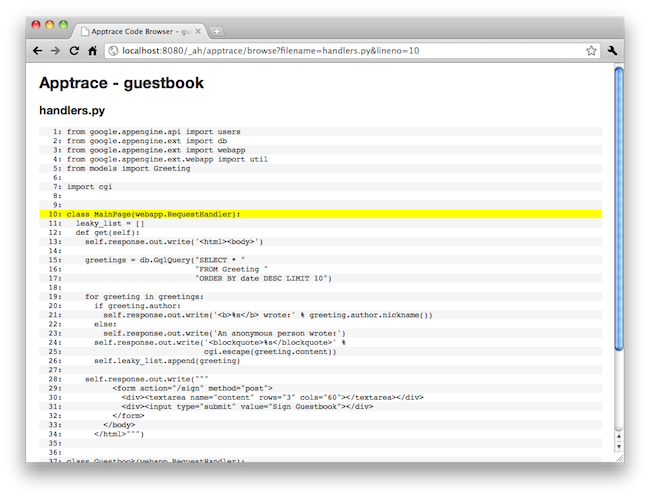 Apptrace Code Browser – gue
localhost:8080/_ah/apptrace/browse?filename=handlers.py&lineno=10
Apptrace - guestbook
handlers.py
1: from google.appengine.api import users
2: from google.appengine.ext import db
3: from google.appengine.ext import webapp
4: from google.appengine.ext.webapp import util
5: from models import Greeting
6:
7: import cgi
8:
9:
10: class MainPage(webapp.RequestHandler):
11:   leaky_list = []
12:   def get(self):
13:     self.response.out.write('<html><body>')
14:
15:     greetings = db.GqlQuery("SELECT * "
16:                             "FROM Greeting "
17:                             "ORDER BY date DESC LIMIT 10")
18:
19:     for greeting in greetings:
20:       if greeting.author:
21:         self.response.out.write('<b>%s</b> wrote:' % greeting.author.nickname())
22:       else:
23:         self.response.out.write('An anonymous person wrote:')
24:       self.response.out.write('<blockquote>%s</blockquote>' %
25:                               cgi.escape(greeting.content))
26:       self.leaky_list.append(greeting)
27:
28:     self.response.out.write("""
29:           <form action="/sign" method="post">
30:             <div><textarea name="content" rows="3" cols="60"></textarea></div>
31:             <div><input type="submit" value="Sign Guestbook"></div>
32:           </form>
33:         </body>
34:       </html>""")
35:
36:
37: class Guestbook(webapp.RequestHandler):